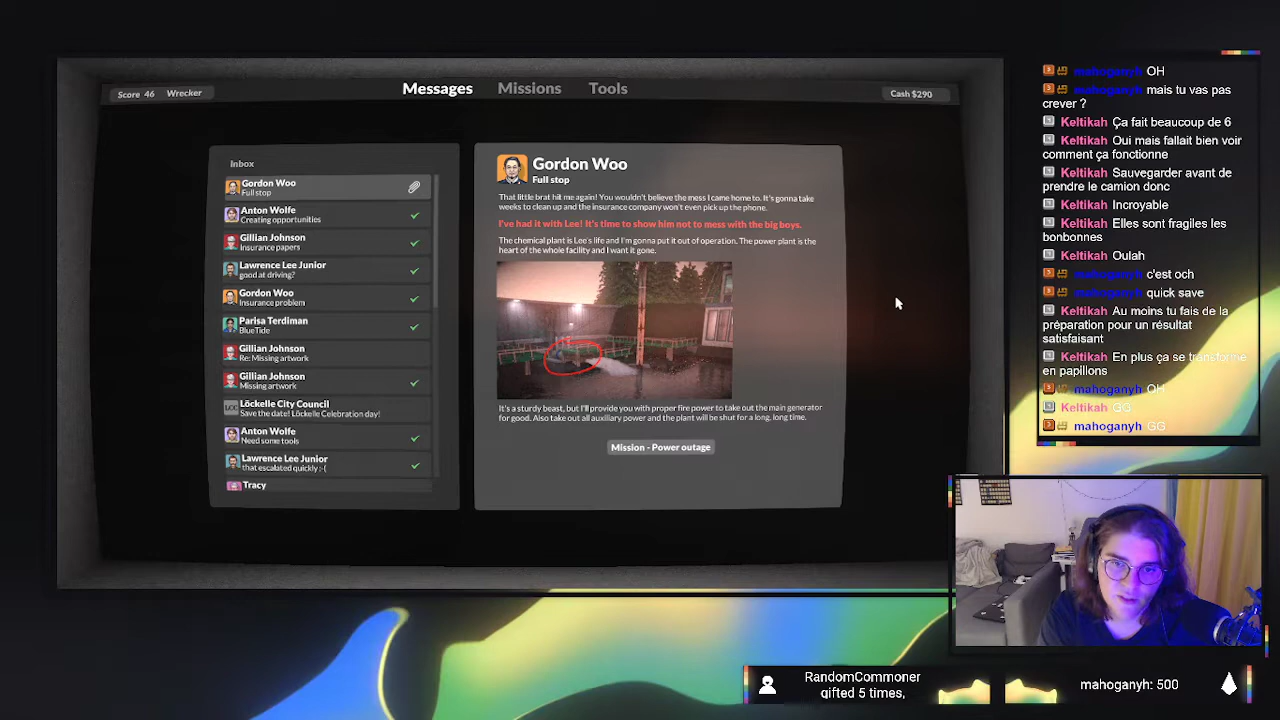 Score 46 Wrecker
Messages Missions Tools
Cash $290
Inbox
Gordon Woo
Full stop
Anton Wolfe
Creating opportunities
Gillian Johnson
insurance papers
Lawrence Lee Junior
good at driving?
Gordon Woo
Insurance problem
Parisa Terdiman
BlueTide
Gillian Johnson
Re: Missing artwork
Gillian Johnson
Missing artwork
LOC
Löckelle City Council
Save the date! Löckelle Celebration day!
Anton Wolfe
Need some tools
Lawrence Lee Junior
that escalated quickly :-(
Tracy
Gordon Woo
Full stop
That little brat hit me again! You wouldn't believe the mess I came home to. It's gonna take
weeks to clean up and the insurance company won't even pick up the phone.
I've had it with Lee! It's time to show him not to mess with the big boys.
The chemical plant is Lee's life and I'm gonna put it out of operation. The power plant is the
heart of the whole facility and I want it gone.
It's a sturdy beast, but I'll provide you with proper fire power to take out the main generator
for good. Also take out all auxiliary power and the plant will be shut for a long, long time.
Mission - Power outage
mahoganyh OH
mahoganyh mais tu vas pas
crever ?
Keltikah Ça fait beaucoup de 6
Keltikah Oui mais fallait bien voir
comment ça fonctionne
Keltikah Sauvegarder avant de
prendre le camion donc
Keltikah Incroyable
Keltikah Elles sont fragiles les
bonbonnes
Keltikah Oulah
mahoganyh c'est och
mahoganyh quick save
Keltikah Au moins tu fais de la
préparation pour un résultat
satisfaisant
Keltikah En plus ça se transforme
en papillons
mahoganyh OH
Keltikah GG
mahoganyh GG
RandomCommoner
gifted 5 times,
mahoganyh: 500